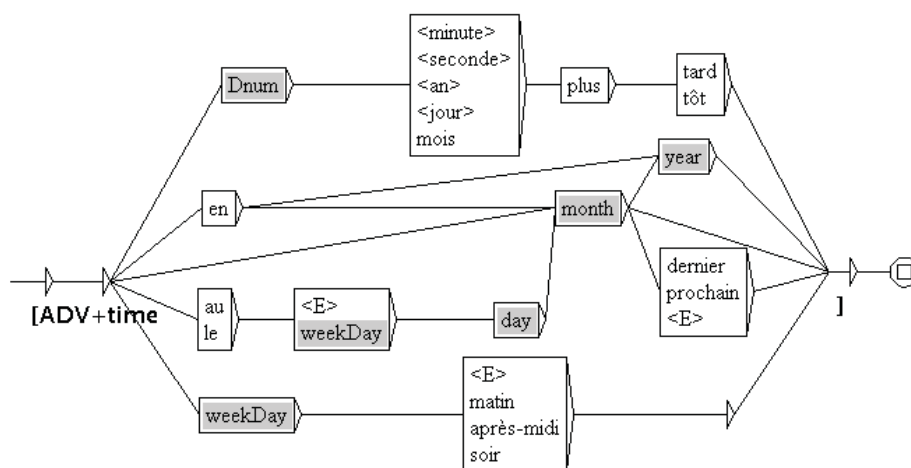 <minute>
<seconde>
<an>
<jour>
mois
Dnum
plus
tard
tôt
year
en
month
dernier
prochain
<E>
[ADV+time
au
le
<E>
weekDay
day
]
weekDay
<E>
matin
après-midi
soir